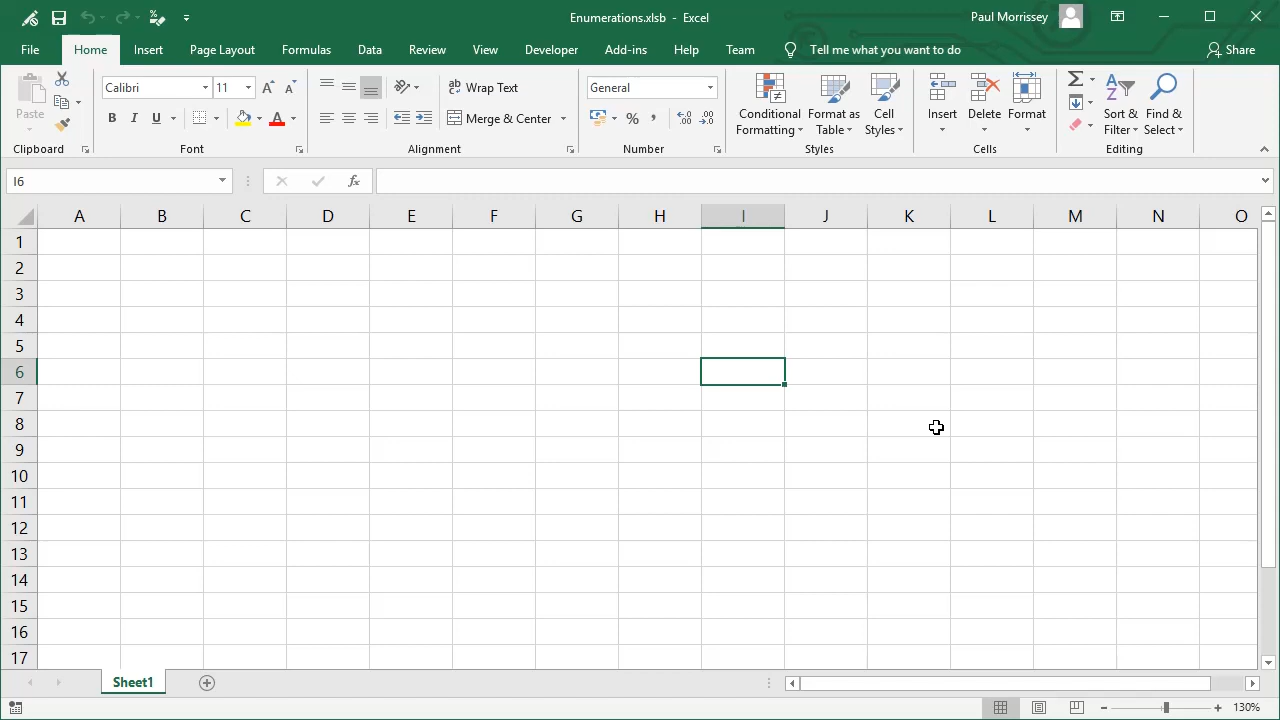 Enumerations.xlsb - Excel
Paul Morrissey
File Home Insert Page Layout Formulas Data Review View Developer Add-ins Help Team Tell me what you want to do Share
Paste
Clipboard
Calibri 11
B I U
Font
Wrap Text
Merge & Center
Alignment
General
% ,
Number
Conditional Formatting
Format as Table
Cell Styles
Styles
Insert
Delete
Format
Cells
Sort & Filter
Find & Select
Editing
I6
fx
A B C D E F G H I J K L M N O
1
2
3
4
5
6
7
8
9
10
11
12
13
14
15
16
17
Sheet1
130%